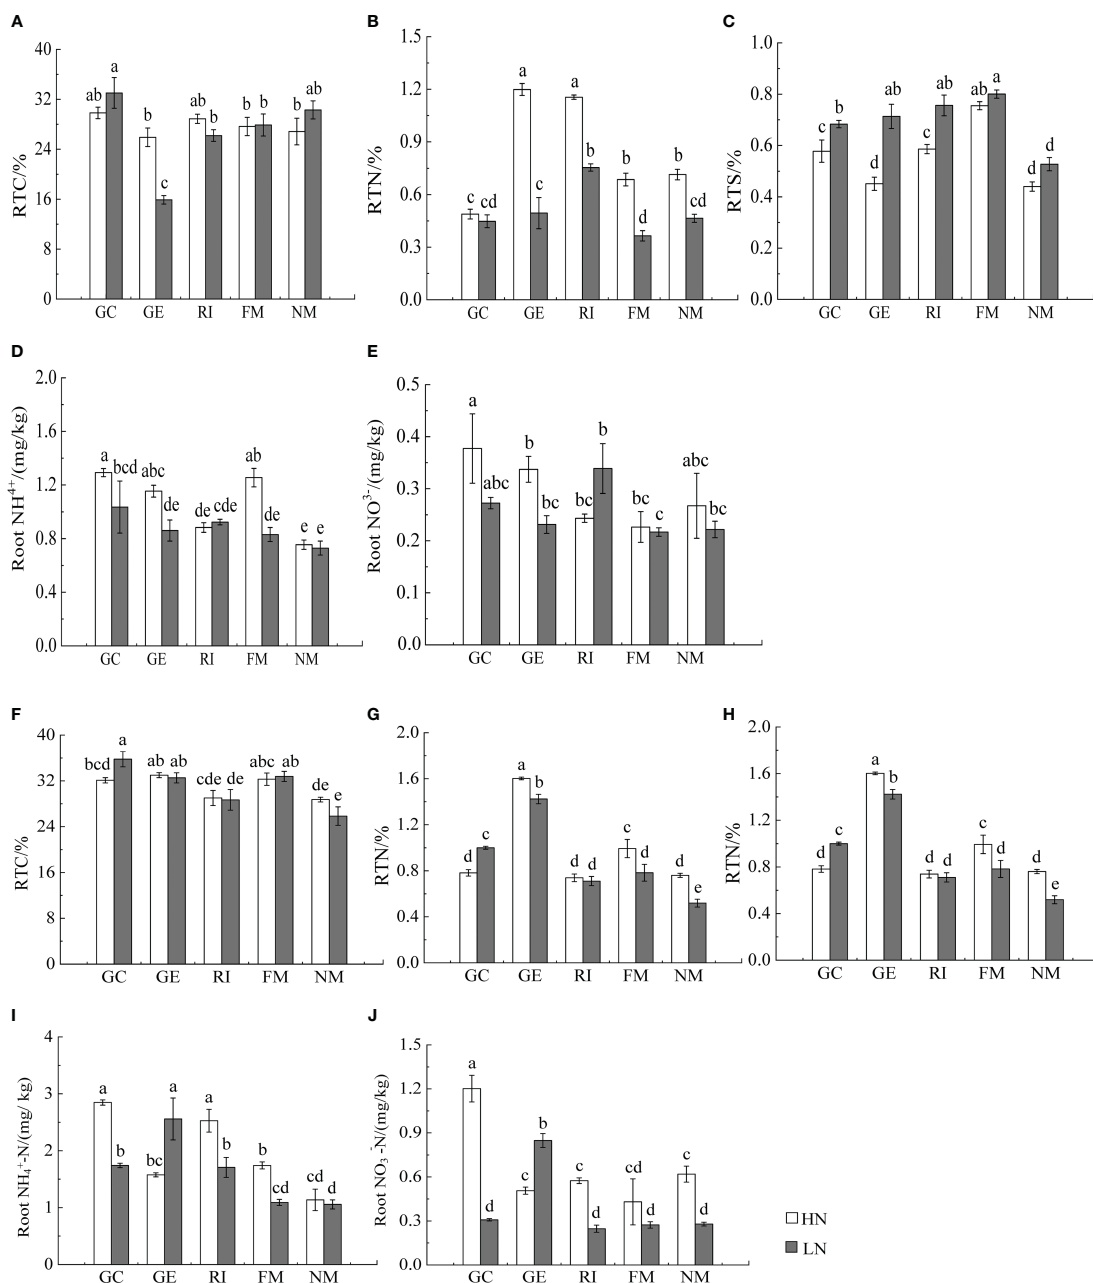 A
RTC/%
40
32
24
16
8
0
ab a b c ab b b b b ab
GC GE RI FM NM
B
RTN/%
1.5
1.2
0.9
0.6
0.3
0.0
c cd a c a b b d b cd
GC GE RI FM NM
C
RTS/%
1.0
0.8
0.6
0.4
0.2
0.0
c b d ab c ab ab a d d
GC GE RI FM NM
D
Root NH⁴⁺/(mg/kg)
2.0
1.6
1.2
0.8
0.4
0.0
a bcd abc de de cde ab de e e
GC GE RI FM NM
E
Root NO³⁻/(mg/kg)
0.5
0.4
0.3
0.2
0.1
0.0
a abc b bc bc b bc c abc bc
GC GE RI FM NM
F
RTC/%
40
32
24
16
8
0
bcd a ab ab cde de abc ab de e
GC GE RI FM NM
G
RTN/%
2.0
1.6
1.2
0.8
0.4
0.0
d c a b d d c d d e
GC GE RI FM NM
H
RTN/%
2.0
1.6
1.2
0.8
0.4
0.0
d c a b d d c d d e
GC GE RI FM NM
I
Root NH₄⁺-N/(mg/ kg)
4
3
2
1
0
a b bc a a b b cd cd d
GC GE RI FM NM
J
Root NO₃⁻-N/(mg/kg)
1.5
1.2
0.9
0.6
0.3
0.0
a d c b c d cd d c d
GC GE RI FM NM
HN
LN